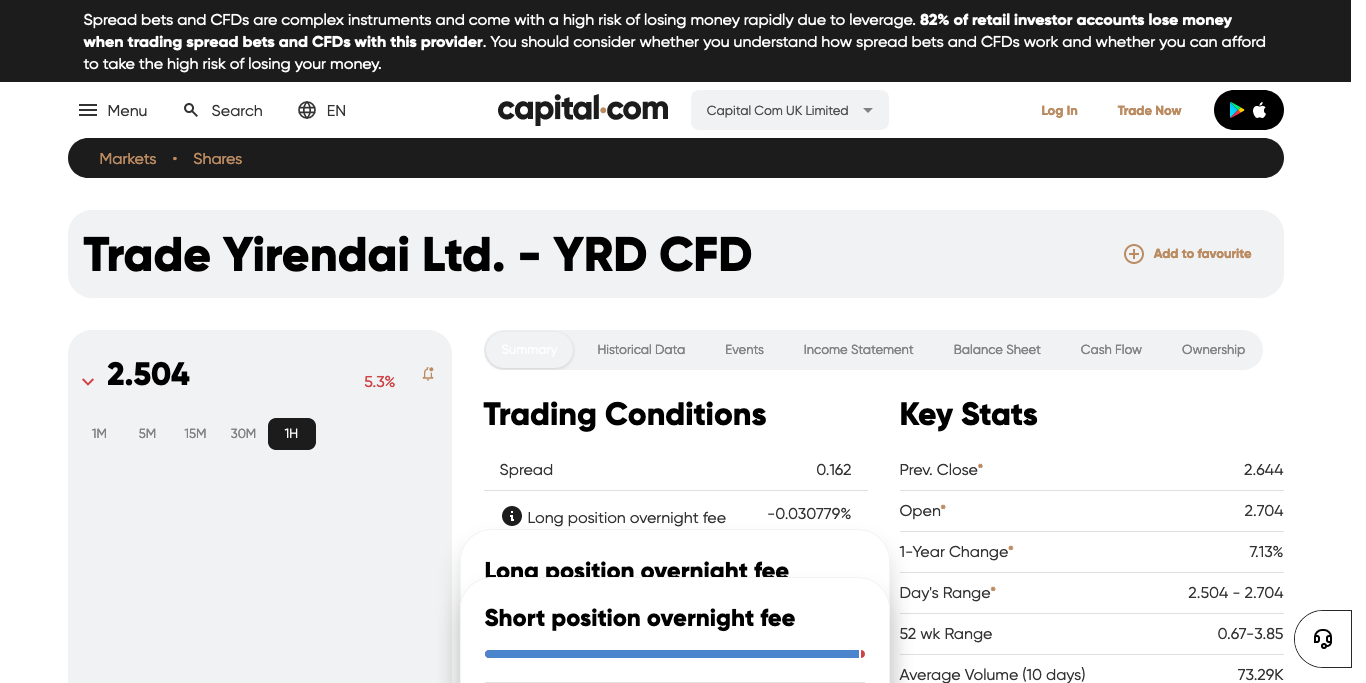 Spread bets and CFDs are complex instruments and come with a high risk of losing money rapidly due to leverage. 82% of retail investor accounts lose money
when trading spread bets and CFDs with this provider. You should consider whether you understand how spread bets and CFDs work and whether you can afford
to take the high risk of losing your money.
Menu Search EN capital.com Capital Com UK Limited Log In Trade Now
Markets • Shares
Trade Yirendai Ltd. - YRD CFD Add to favourite
2.504 5.3%
1M 5M 15M 30M 1H
Summary Historical Data Events Income Statement Balance Sheet Cash Flow Ownership
Trading Conditions
Spread 0.162
Long position overnight fee -0.030779%
Long position overnight fee
Short position overnight fee
Key Stats
Prev. Close* 2.644
Open* 2.704
1-Year Change* 7.13%
Day's Range* 2.504 - 2.704
52 wk Range 0.67-3.85
Average Volume (10 days) 73.29K